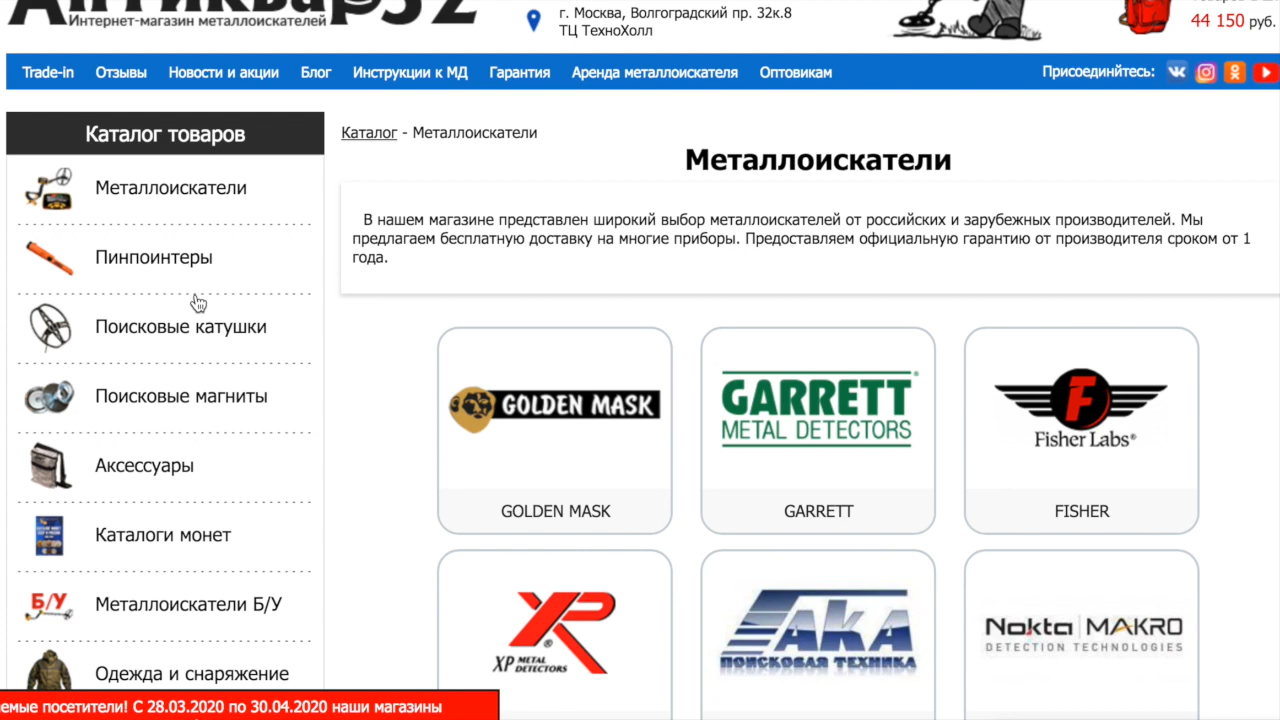 Интернет-магазин металлоискателей
г. Москва, Волгоградский пр. 32к.8
ТЦ ТехноХолл
44 150 руб.
Trade-in Отзывы Новости и акции Блог Инструкции к МД Гарантия Аренда металлоискателя Оптовикам Присоединйтесь:
Каталог товаров
Металлоискатели
Пинпоинтеры
Поисковые катушки
Поисковые магниты
Аксессуары
Каталоги монет
Б/У
Металлоискатели Б/У
Одежда и снаряжение
Каталог - Металлоискатели
Металлоискатели
В нашем магазине представлен широкий выбор металлоискателей от российских и зарубежных производителей. Мы
предлагаем бесплатную доставку на многие приборы. Предоставляем официальную гарантию от производителя сроком от 1
года.
GOLDEN MASK
GOLDEN MASK
GARRETT
METAL DETECTORS
GARRETT
F
Fisher Labs®
FISHER
XP
XP METAL
DETECTORS
АКА
ПОИСКОВАЯ ТЕХНИКА
Nokta | MAKRO
DETECTION TECHNOLOGIES
посетители! С 28.03.2020 по 30.04.2020 наши магазины